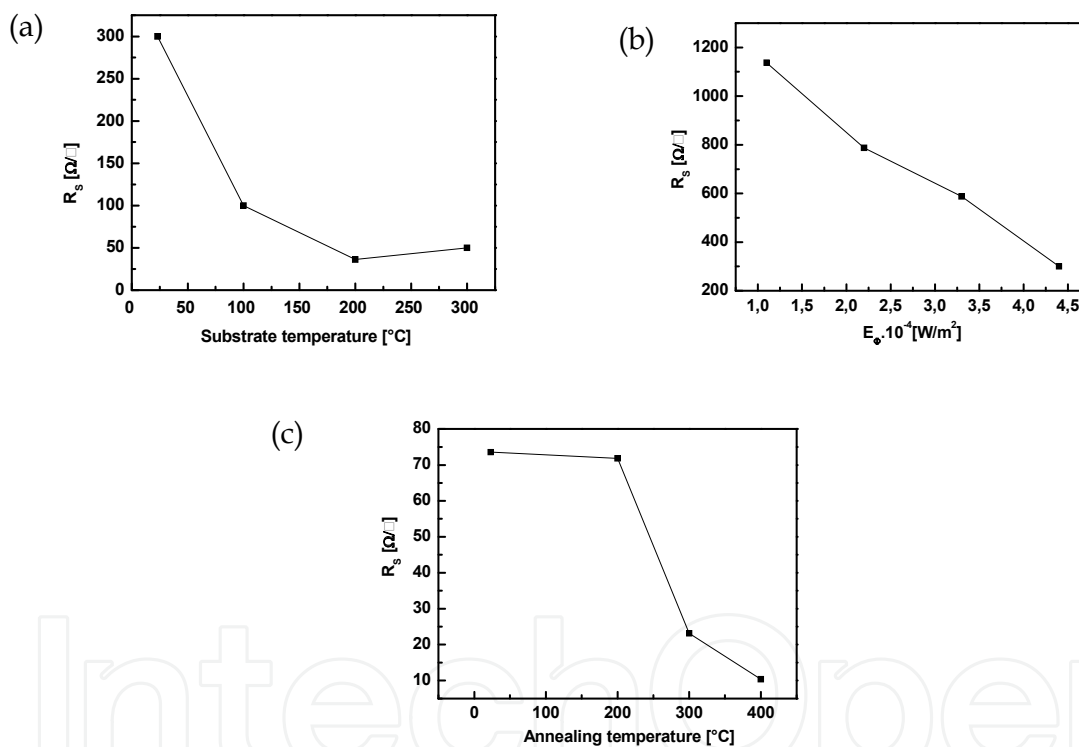 (a)
300
250
200
150
100
50
0
0 50 100 150 200 250 300
R_S [Ω/□]
Substrate temperature [°C]
(b)
1200
1000
800
600
400
200
1,0 1,5 2,0 2,5 3,0 3,5 4,0 4,5
R_S [Ω/□]
E_Φ.10⁻⁴[W/m²]
(c)
80
70
60
50
40
30
20
10
0 100 200 300 400
R_S [Ω/□]
Annealing temperature [°C]
IntechOpe